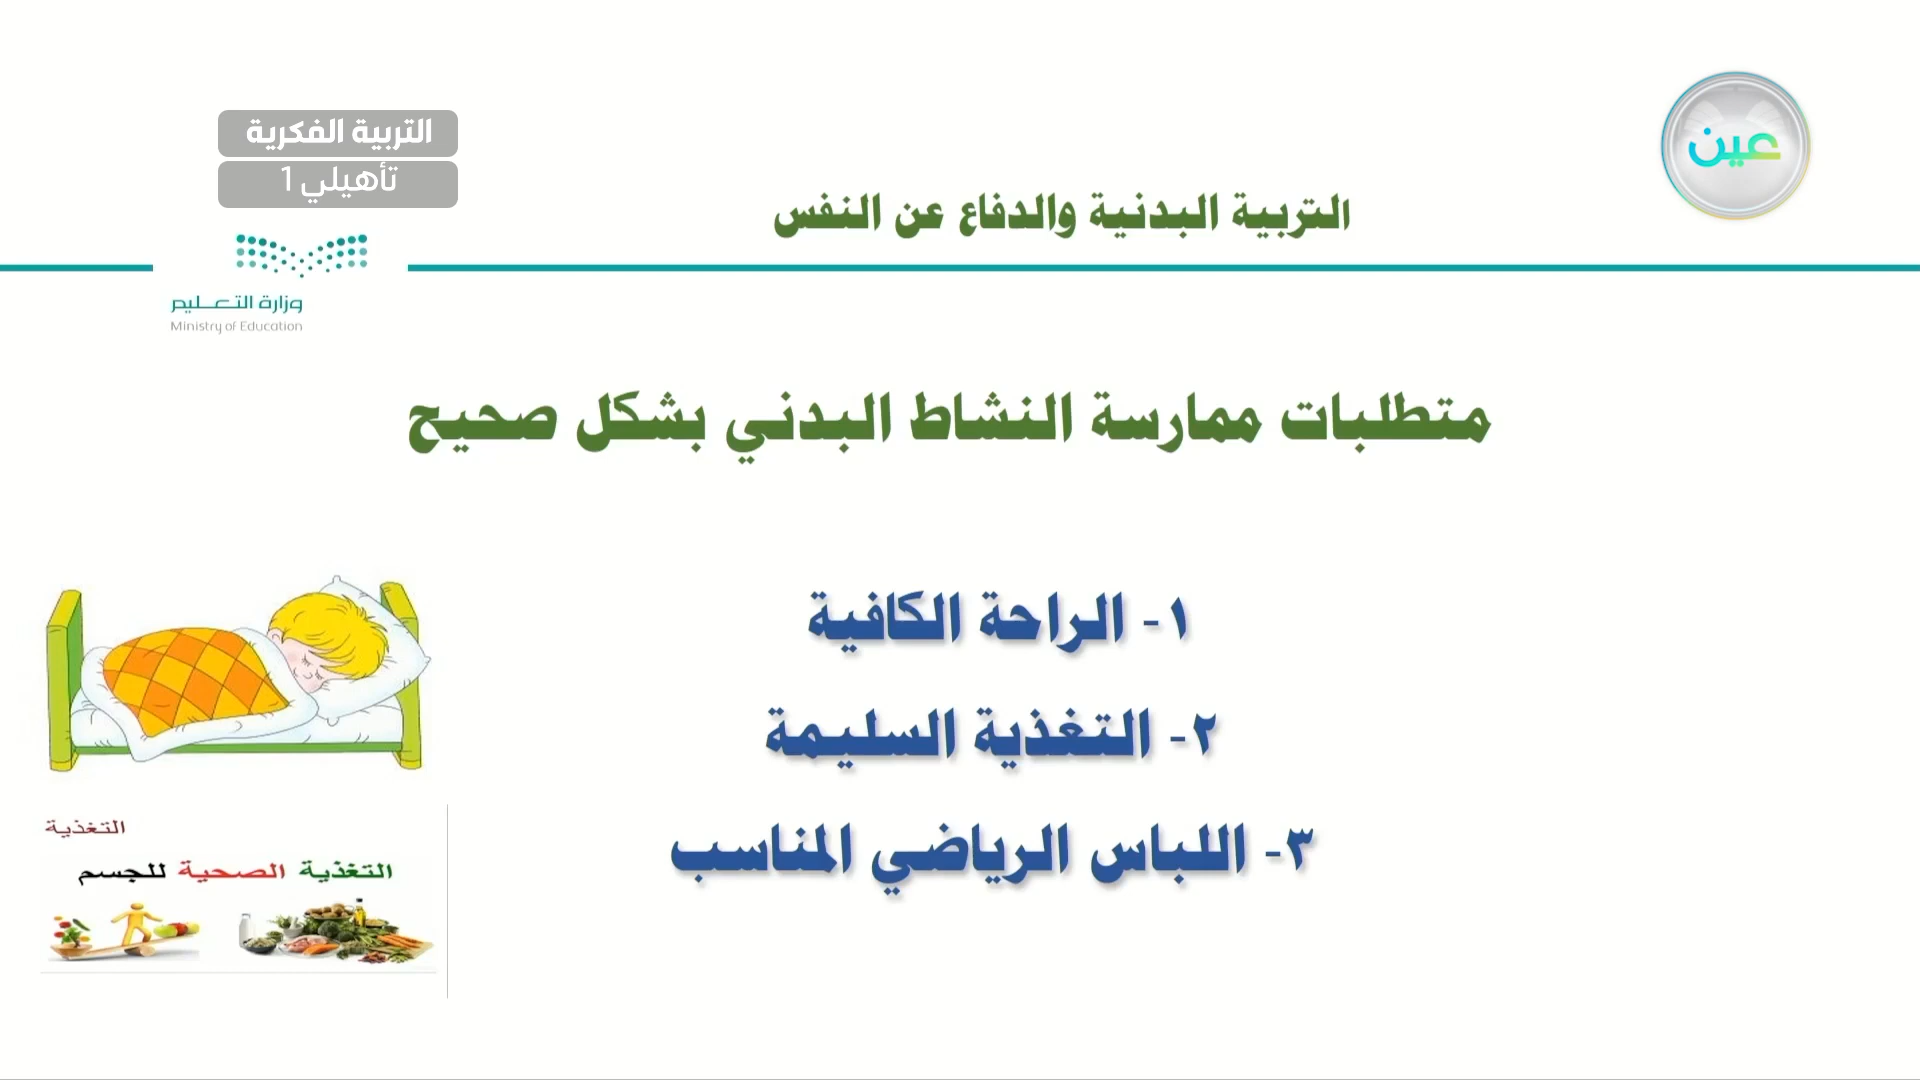 التربية الفكرية
تأهيلي 1
عين
التربية البدنية والدفاع عن النفس
وزارة التعـليم
Ministry of Education
متطلبات ممارسة النشاط البدني بشكل صحيح
١- الراحة الكافية
٢- التغذية السليمة
٣- اللباس الرياضي المناسب
التغذية
التغذية الصحية للجسم